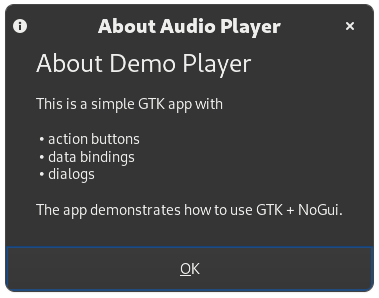 About Audio Player
About Demo Player
This is a simple GTK app with
• action buttons
• data bindings
• dialogs
The app demonstrates how to use GTK + NoGui.
OK